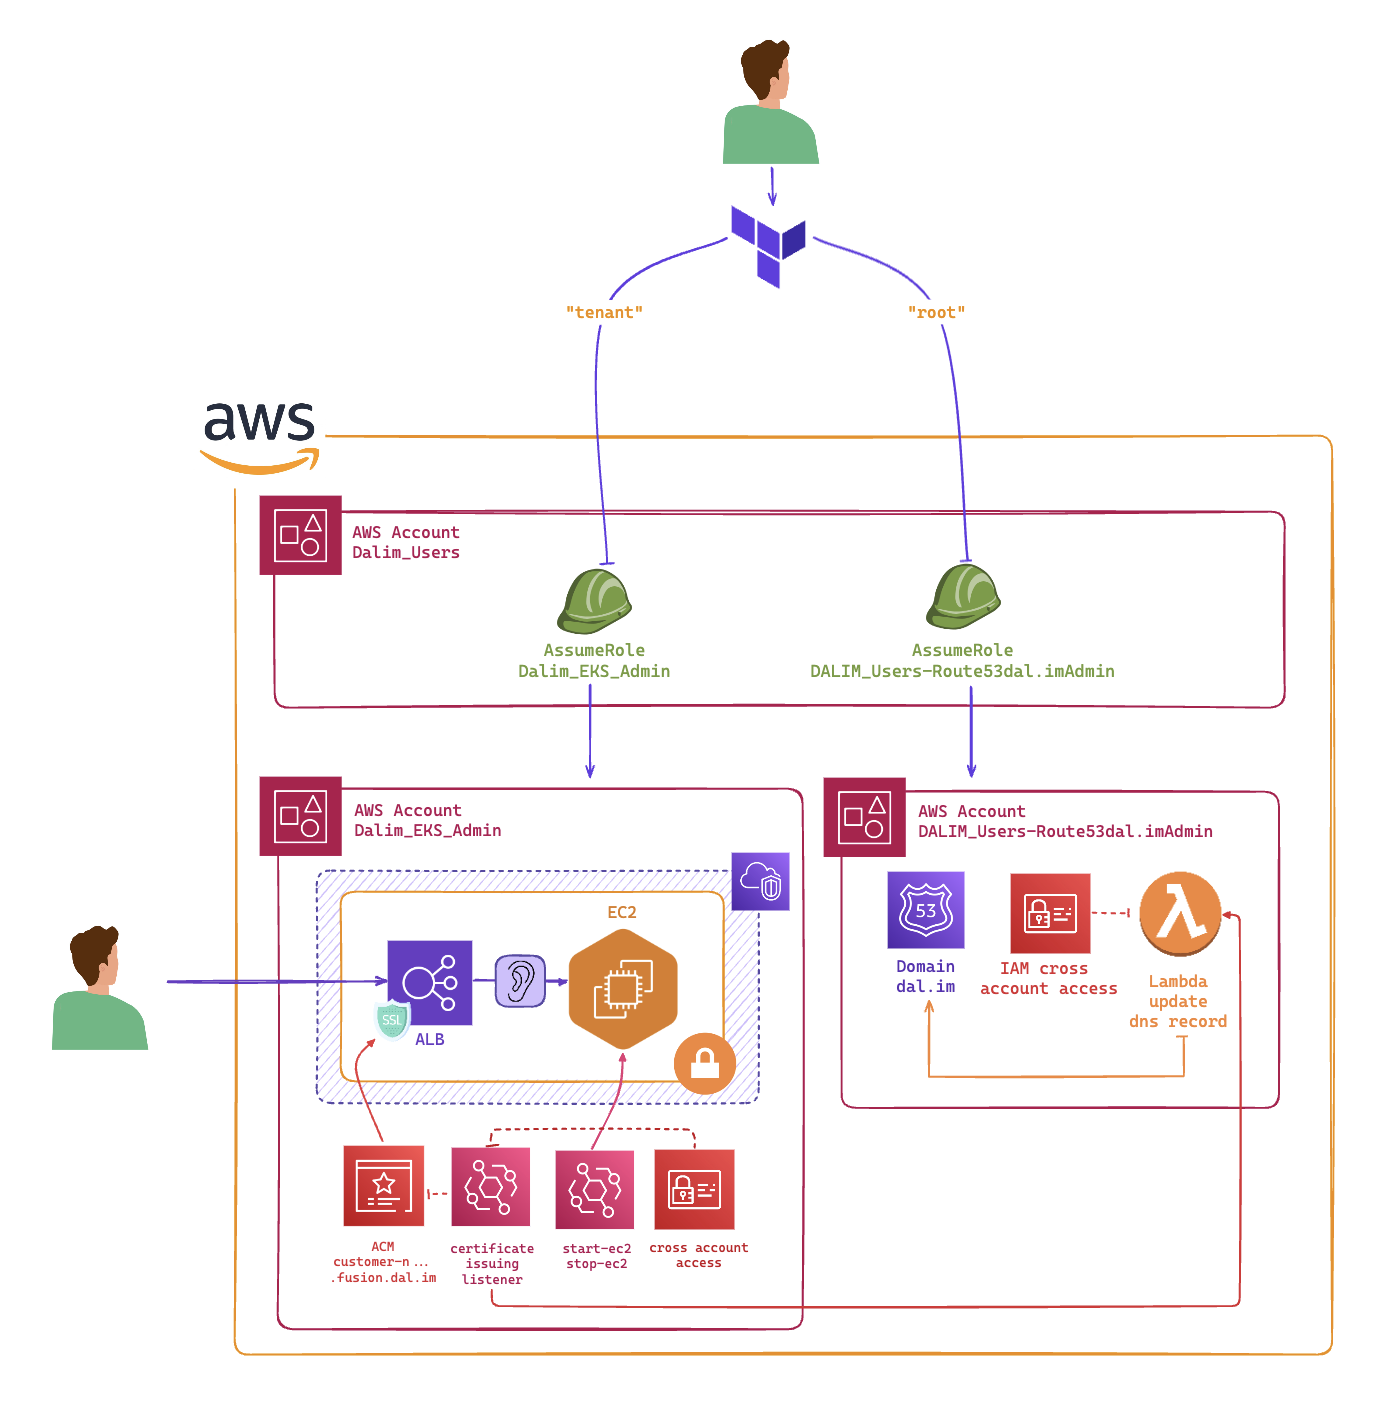 "tenant"
"root"
aws
AWS Account
Dalim_Users
AssumeRole
Dalim_EKS_Admin
AssumeRole
DALIM_Users-Route53dal.imAdmin
AWS Account
Dalim_EKS_Admin
AWS Account
DALIM_Users-Route53dal.imAdmin
EC2
SSL
ALB
53
Domain
dal.im
IAM cross
account access
Lambda
update
dns record
ACM
customer-n...
.fusion.dal.im
certificate
issuing
listener
start-ec2
stop-ec2
cross account
access